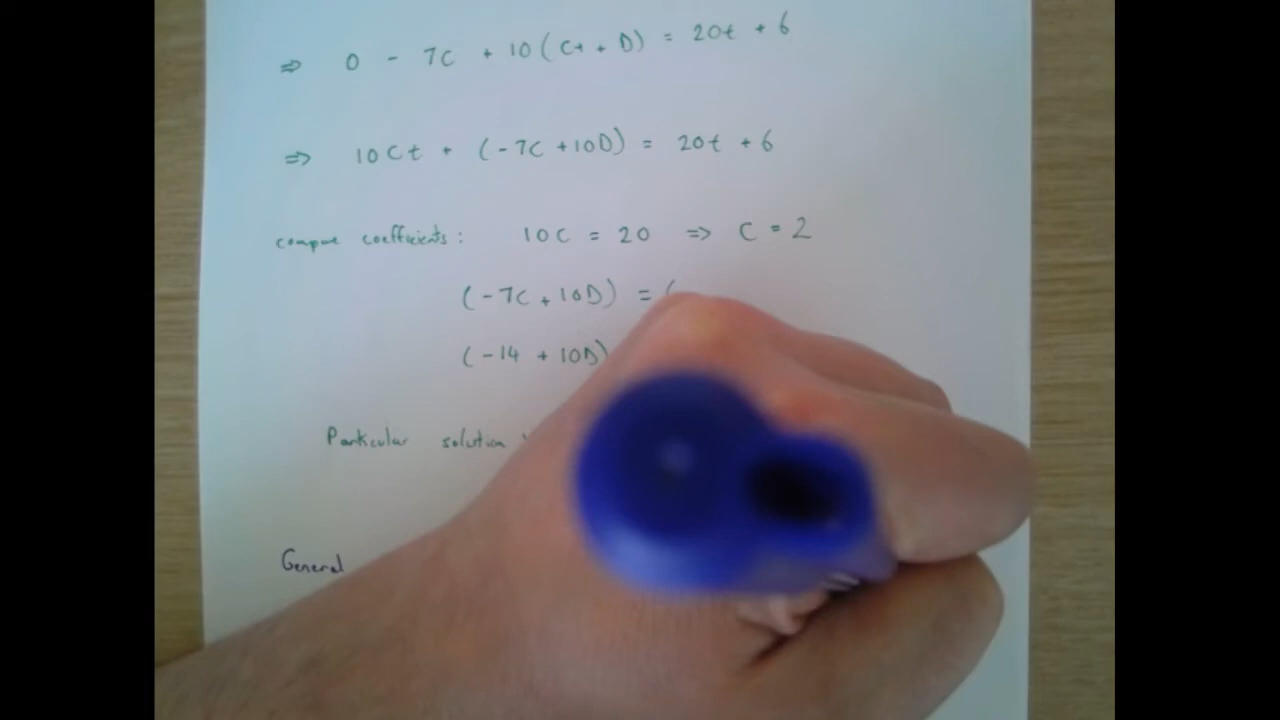 ⇒ 0 - 7C + 10(Ct + D) = 20t + 6
⇒ 10Ct + (-7C + 10D) = 20t + 6
compare coefficients: 10C = 20 ⇒ C = 2
(-7C + 10D) =
(-14 + 10D)
Particular solution
General